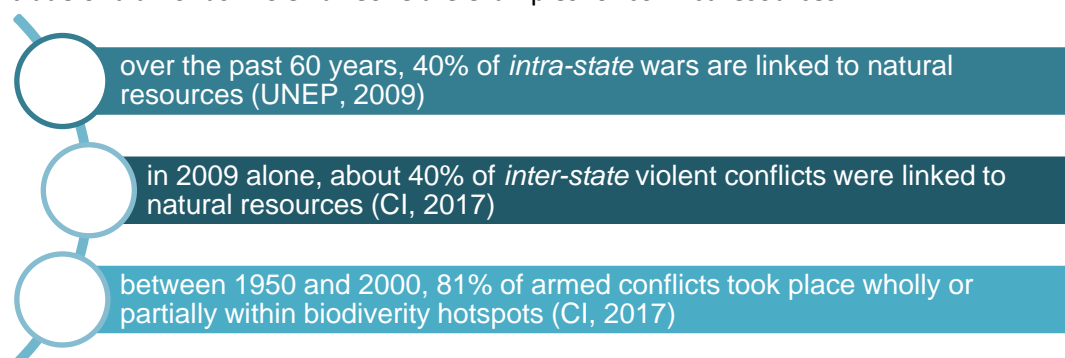 over the past 60 years, 40% of intra-state wars are linked to natural
resources (UNEP, 2009)
in 2009 alone, about 40% of inter-state violent conflicts were linked to
natural resources (CI, 2017)
between 1950 and 2000, 81% of armed conflicts took place wholly or
partially within biodiverity hotspots (CI, 2017)